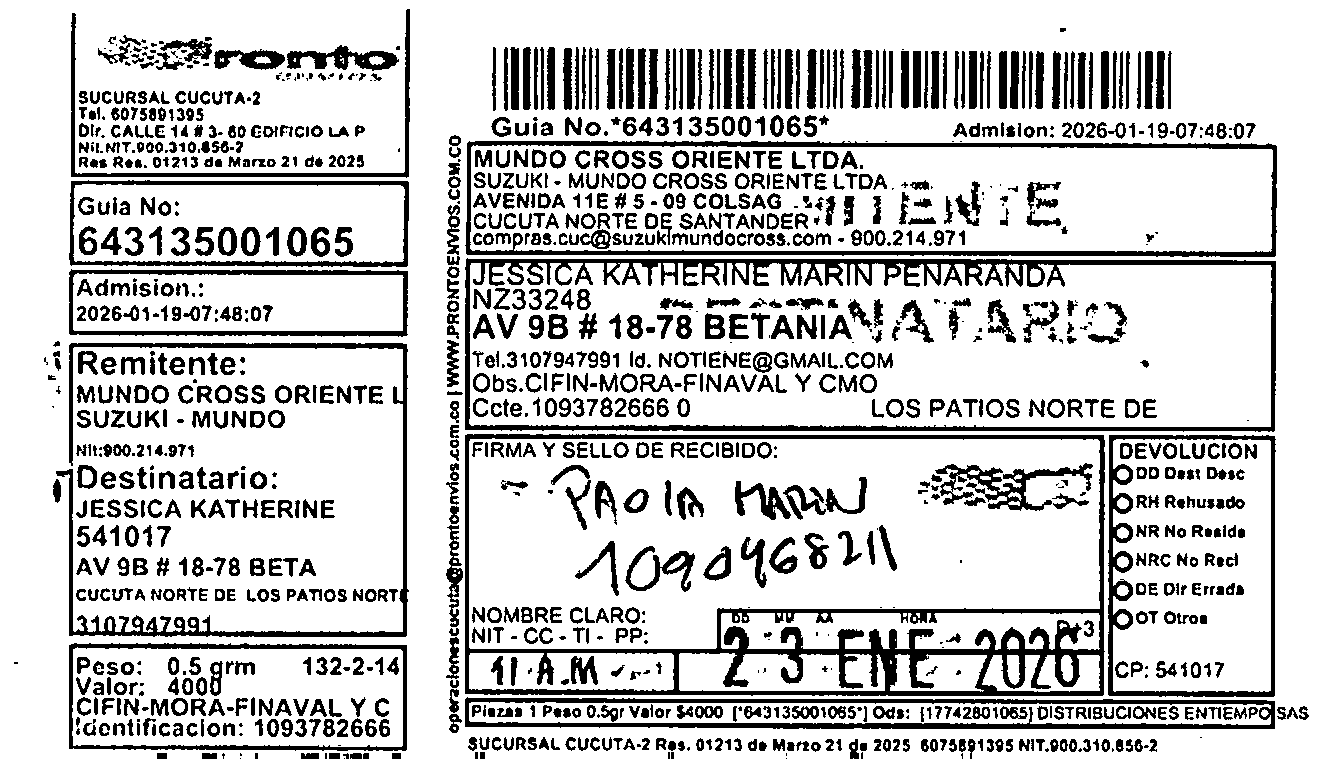 Pronto
SUCURSAL CUCUTA-2
Tel. 6075891395
Dir. CALLE 14 # 3- 60 EDIFICIO LA P
Nit.NIT.900.310.856-2
Res Res. 01213 de Marzo 21 de 2025
Guia No:
643135001065
Admision.:
2026-01-19-07:48:07
Remitente:
MUNDO CROSS ORIENTE L
SUZUKI - MUNDO
Nit:900.214.971
Destinatario:
JESSICA KATHERINE
541017
AV 9B # 18-78 BETA
CUCUTA NORTE DE LOS PATIOS NORTE
3107947991
Peso: 0.5 grm 132-2-14
Valor: 4000
CIFIN-MORA-FINAVAL Y C
Identificacion: 1093782666
operacionescucuta@prontoenvios.com.co | WWW.PRONTOENVIOS.COM.CO
Guia No.*643135001065* Admision: 2026-01-19-07:48:07
MUNDO CROSS ORIENTE LTDA.
SUZUKI - MUNDO CROSS ORIENTE LTDA
AVENIDA 11E # 5 - 09 COLSAG
CUCUTA NORTE DE SANTANDER
compras.cuc@suzukimundocross.com - 900.214.971
JESSICA KATHERINE MARIN PENARANDA
NZ33248
AV 9B # 18-78 BETANIA
Tel.3107947991 Id. NOTIENE@GMAIL.COM
Obs.CIFIN-MORA-FINAVAL Y CMO
Ccte.1093782666 0 LOS PATIOS NORTE DE
FIRMA Y SELLO DE RECIBIDO:
PAOLA MARIN
1090468211
NOMBRE CLARO:
NIT - CC - TI - PP:
DD MM AA HORA
11 A.M 23 ENE 2026
DEVOLUCION
DD Dest Desc
RH Rehusado
NR No Reside
NRC No Recl
DE Dir Errada
OT Otros
CP: 541017
Piezas 1 Peso 0.5gr Valor $4000 [*643135001065*] Ods: [17742801065] DISTRIBUCIONES ENTIEMPO SAS
SUCURSAL CUCUTA-2 Res. 01213 de Marzo 21 de 2025 6075891395 NIT.900.310.856-2